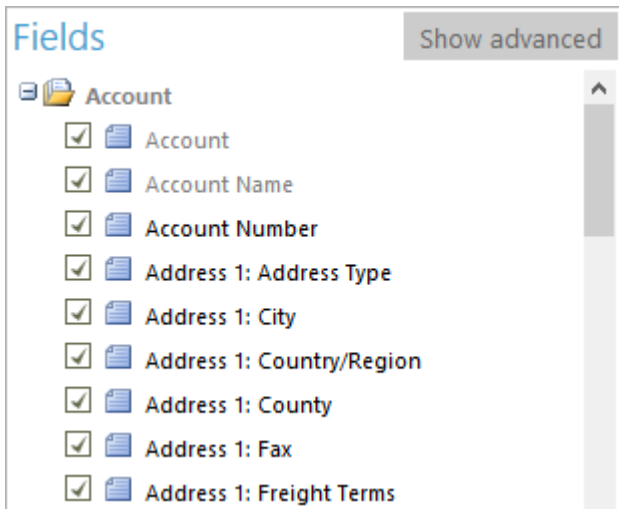 Fields
Show advanced
Account
Account
Account Name
Account Number
Address 1: Address Type
Address 1: City
Address 1: Country/Region
Address 1: County
Address 1: Fax
Address 1: Freight Terms